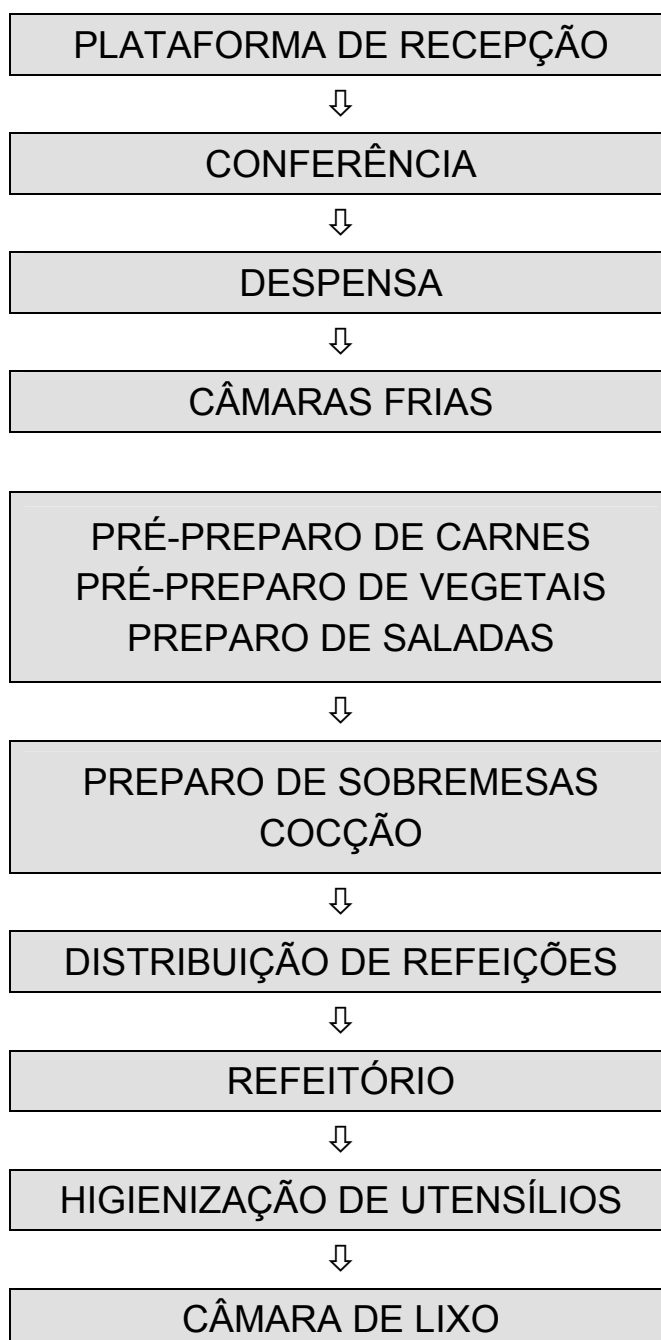 PLATAFORMA DE RECEPÇÃO
CONFERÊNCIA
DESPENSA
CÂMARAS FRIAS
PRÉ-PREPARO DE CARNES
PRÉ-PREPARO DE VEGETAIS
PREPARO DE SALADAS
PREPARO DE SOBREMESAS
COCÇÃO
DISTRIBUIÇÃO DE REFEIÇÕES
REFEITÓRIO
HIGIENIZAÇÃO DE UTENSÍLIOS
CÂMARA DE LIXO